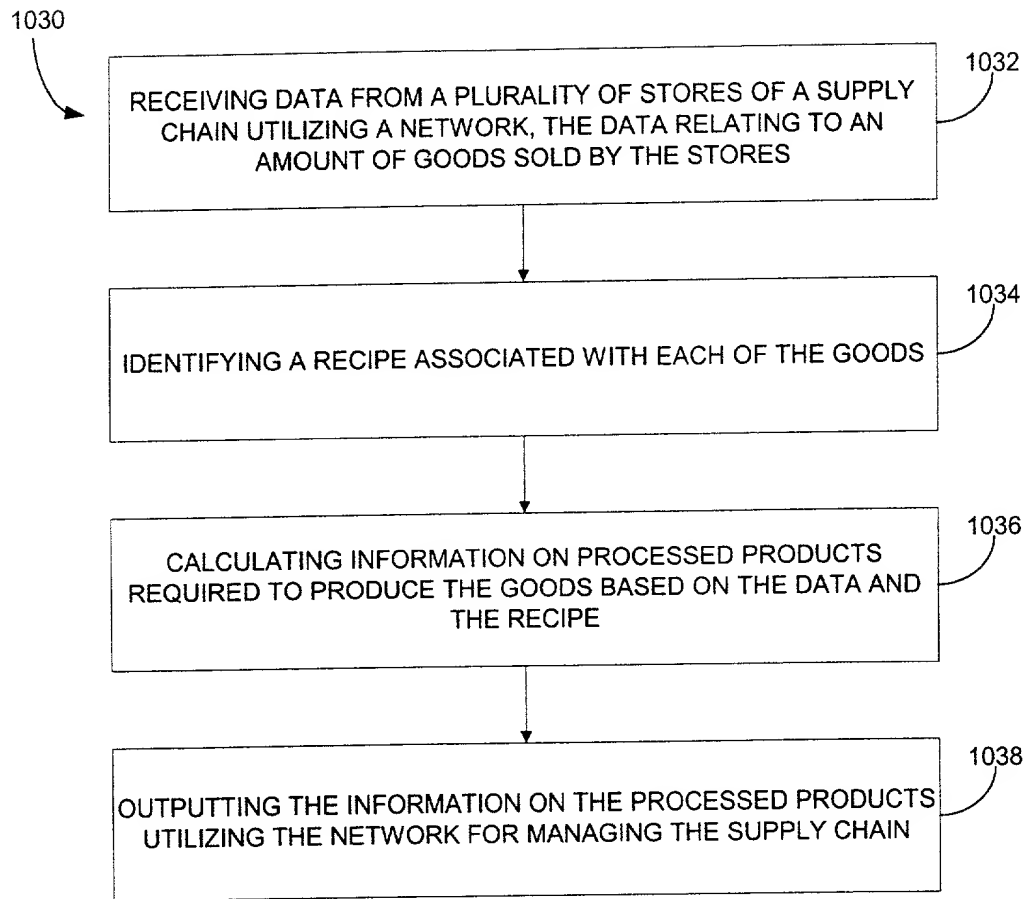 1030
1032
RECEIVING DATA FROM A PLURALITY OF STORES OF A SUPPLY
CHAIN UTILIZING A NETWORK, THE DATA RELATING TO AN
AMOUNT OF GOODS SOLD BY THE STORES
1034
IDENTIFYING A RECIPE ASSOCIATED WITH EACH OF THE GOODS
1036
CALCULATING INFORMATION ON PROCESSED PRODUCTS
REQUIRED TO PRODUCE THE GOODS BASED ON THE DATA AND
THE RECIPE
1038
OUTPUTTING THE INFORMATION ON THE PROCESSED PRODUCTS
UTILIZING THE NETWORK FOR MANAGING THE SUPPLY CHAIN